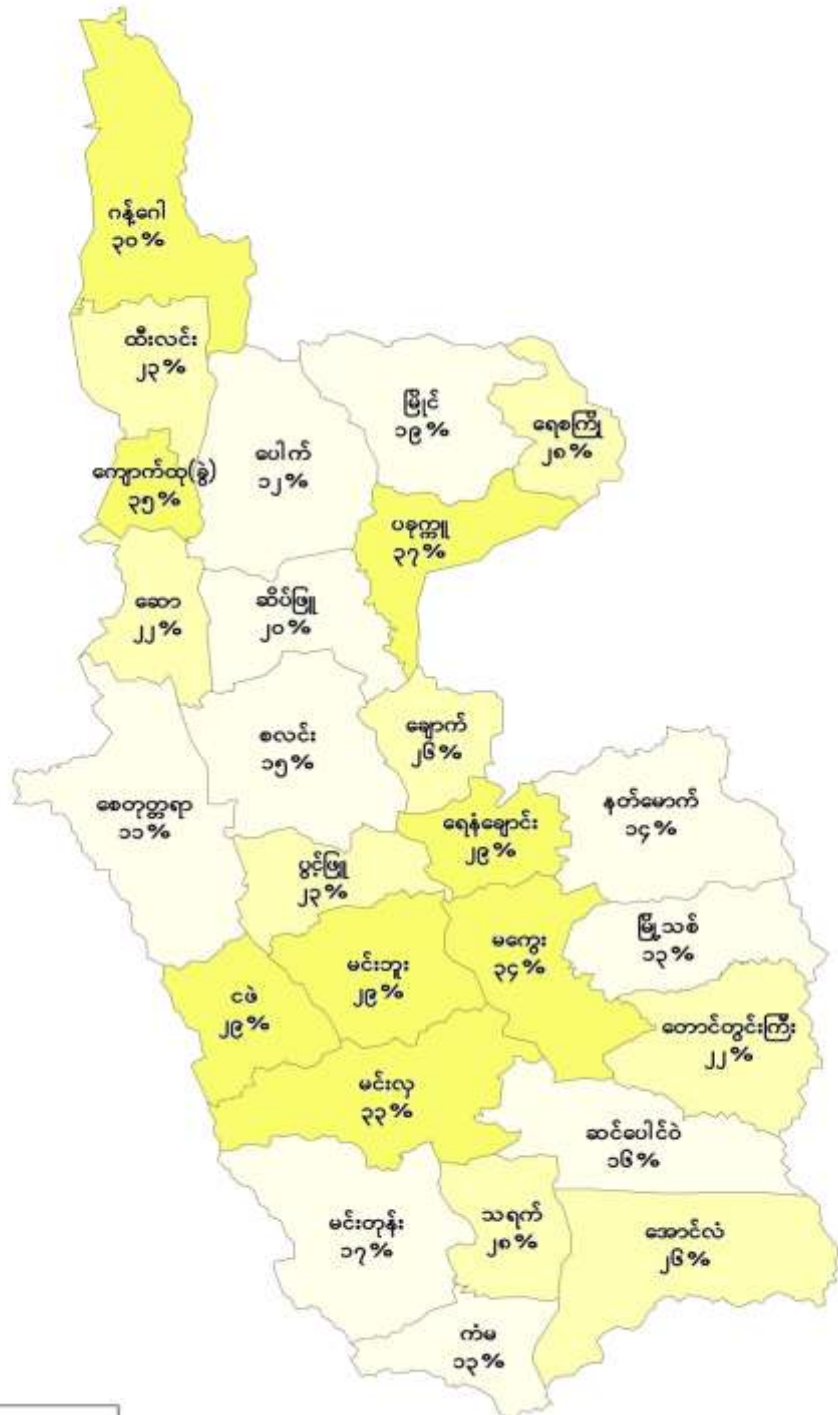 ဂန့်ဂေါ
၃၀%
ထီးလင်း
၂၃%
မြိုင်
၁၉%
ရေစကြို
၂၈%
ပေါက်
၁၂%
ကျောက်ထု(ခွဲ)
၃၅%
ပခုက္ကူ
၃၇%
ဆော
၂၂%
ဆိပ်ဖြူ
၂၀%
စလင်း
၁၅%
ချောက်
၂၆%
စေတုတ္တရာ
၁၁%
ရေနံချောင်း
၂၉%
နတ်မောက်
၁၄%
ပွင့်ဖြူ
၂၃%
မြို့သစ်
၁၃%
မကွေး
၃၄%
မင်းဘူး
၂၉%
ငဖဲ
၂၉%
တောင်တွင်းကြီး
၂၂%
မင်းလှ
၃၃%
ဆင်ပေါင်ဝဲ
၁၆%
မင်းတုန်း
၁၇%
သရက်
၂၈%
အောင်လံ
၂၆%
ကံမ
၁၃%